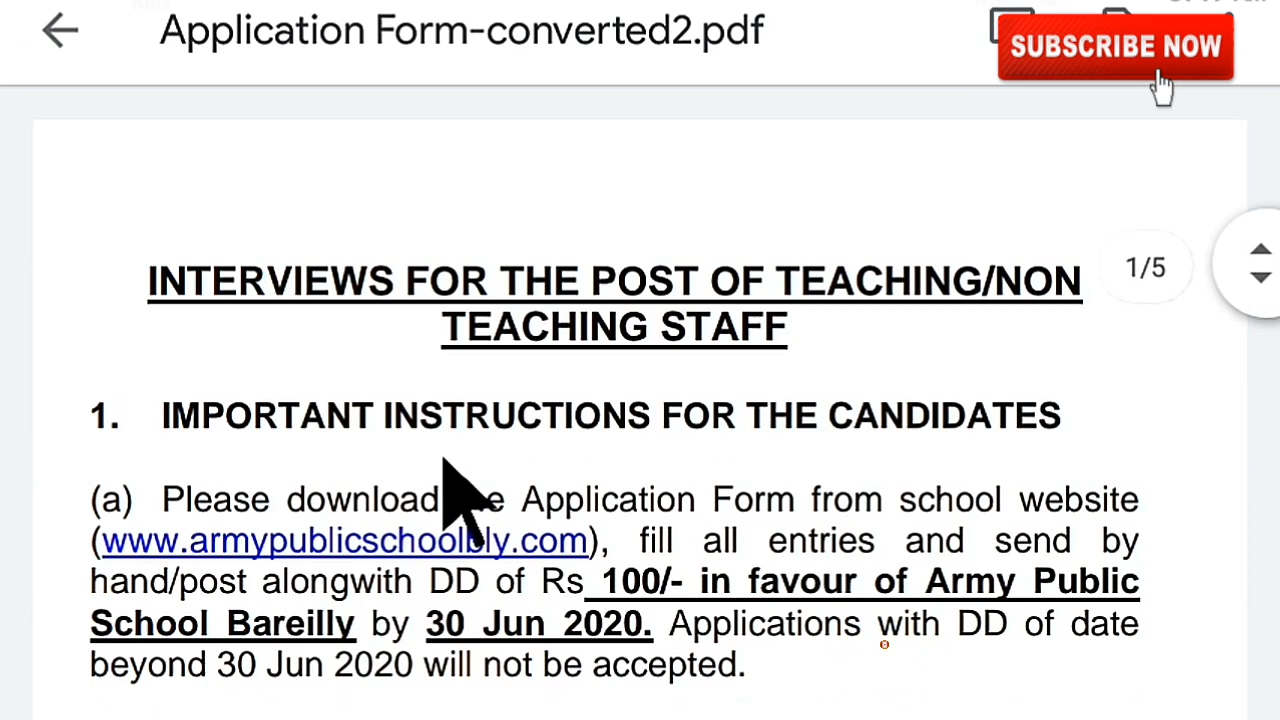 Application Form-converted2.pdf
SUBSCRIBE NOW
1/5
INTERVIEWS FOR THE POST OF TEACHING/NON
TEACHING STAFF
1. IMPORTANT INSTRUCTIONS FOR THE CANDIDATES
(a) Please download Application Form from school website
(www.armypublicschoolbly.com), fill all entries and send by
hand/post alongwith DD of Rs 100/- in favour of Army Public
School Bareilly by 30 Jun 2020. Applications with DD of date
beyond 30 Jun 2020 will not be accepted.